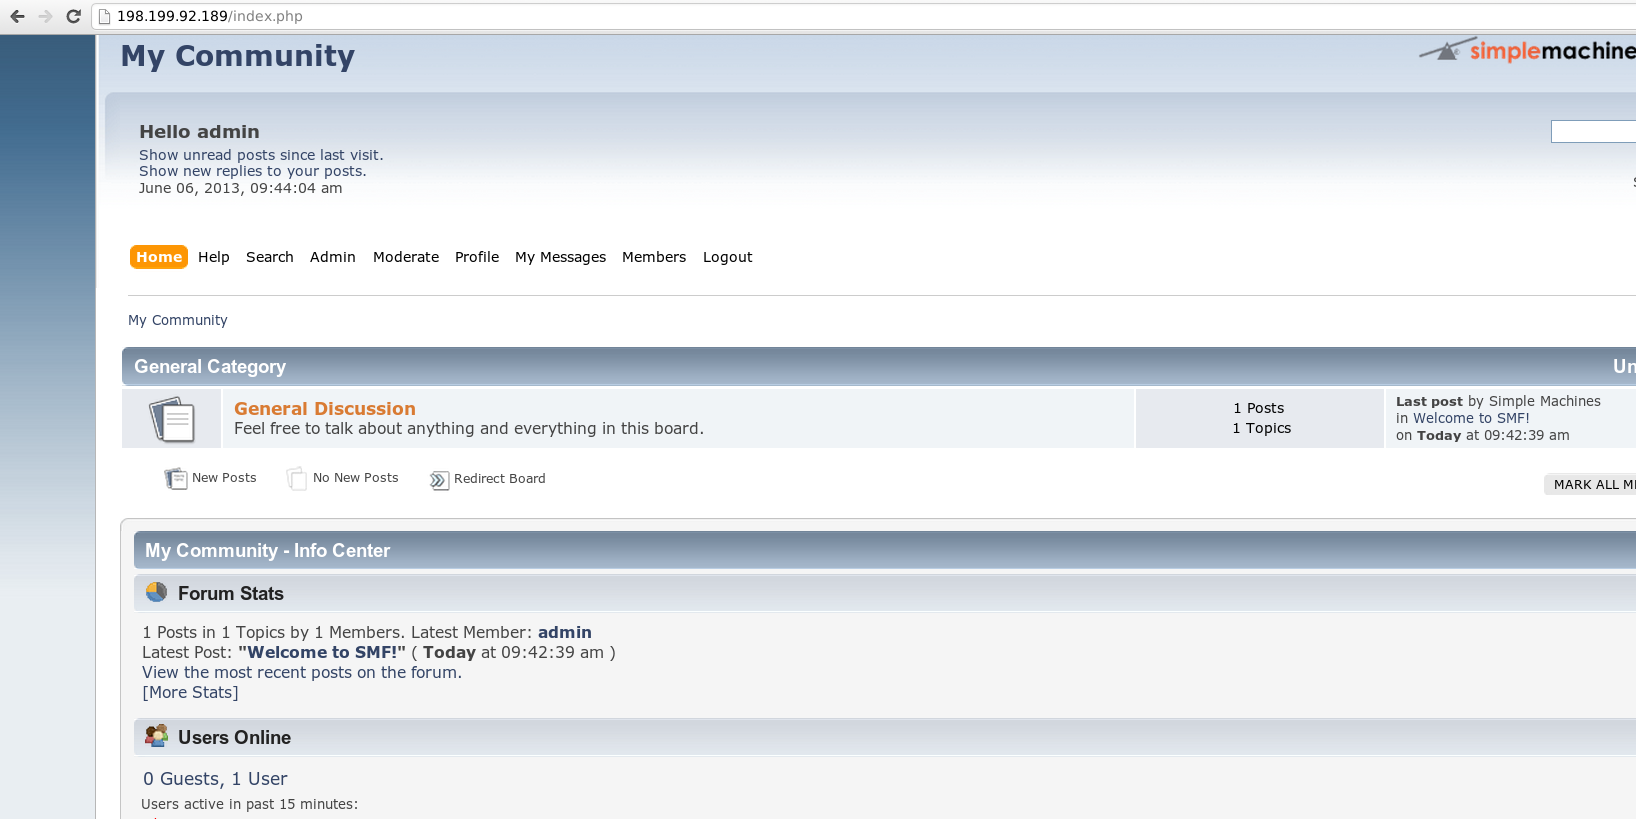 198.199.92.189/index.php
My Community
simplemachine
Hello admin
Show unread posts since last visit.
Show new replies to your posts.
June 06, 2013, 09:44:04 am
Home Help Search Admin Moderate Profile My Messages Members Logout
My Community
General Category Un
General Discussion
Feel free to talk about anything and everything in this board.
1 Posts
1 Topics
Last post by Simple Machines
in Welcome to SMF!
on Today at 09:42:39 am
New Posts No New Posts Redirect Board
MARK ALL M
My Community - Info Center
Forum Stats
1 Posts in 1 Topics by 1 Members. Latest Member: admin
Latest Post: "Welcome to SMF!" ( Today at 09:42:39 am )
View the most recent posts on the forum.
[More Stats]
Users Online
0 Guests, 1 User
Users active in past 15 minutes: